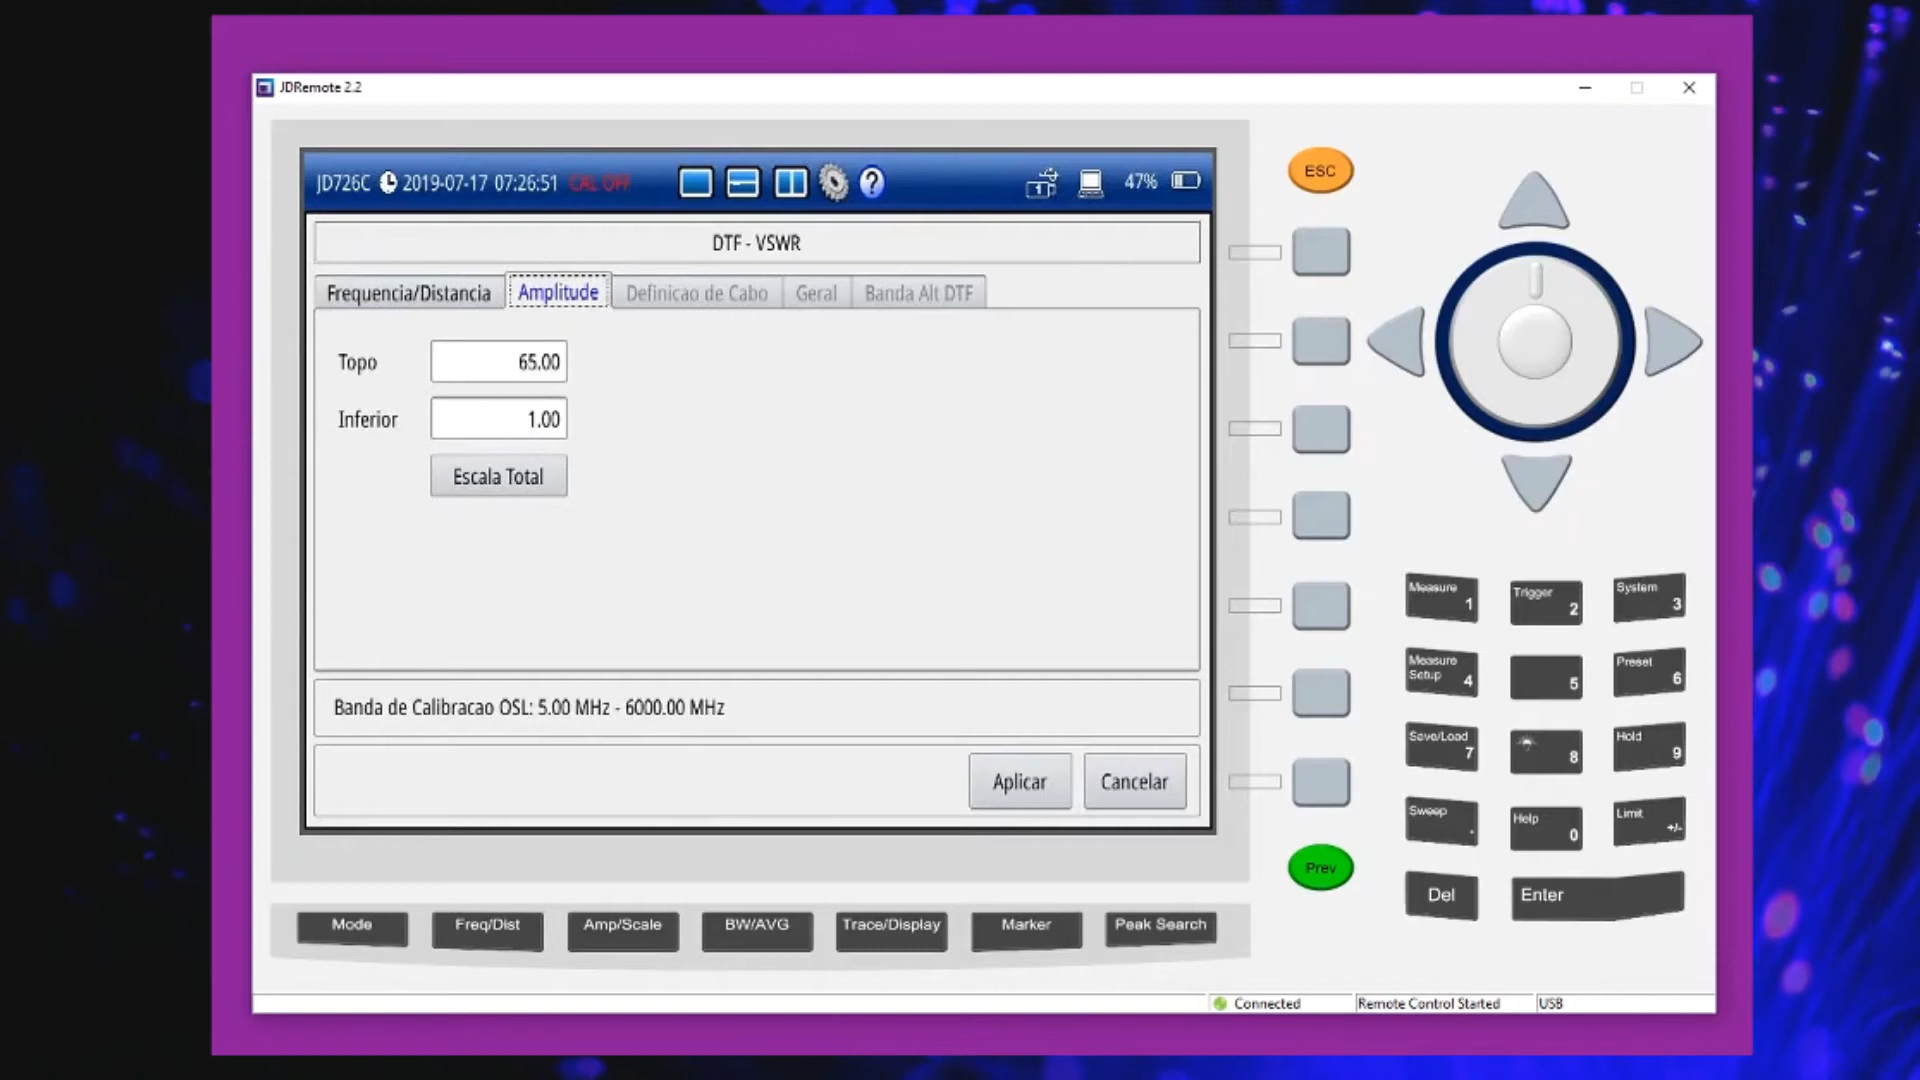 JDRemote 2.2
JD726C 2019-07-17 07:26:51 CAL OFF
47%
DTF - VSWR
Frequencia/Distancia Amplitude Definicao de Cabo Geral Banda Alt DTF
Topo 65.00
Inferior 1.00
Escala Total
Banda de Calibracao OSL: 5.00 MHz - 6000.00 MHz
Aplicar Cancelar
ESC
Prev
Measure 1
Trigger 2
System 3
Measure Setup 4
5
Preset 6
Save/Load 7
8
Hold 9
Sweep .
Help 0
Limit +/-
Del
Enter
Mode Freq/Dist Amp/Scale BW/AVG Trace/Display Marker Peak Search
Connected Remote Control Started USB